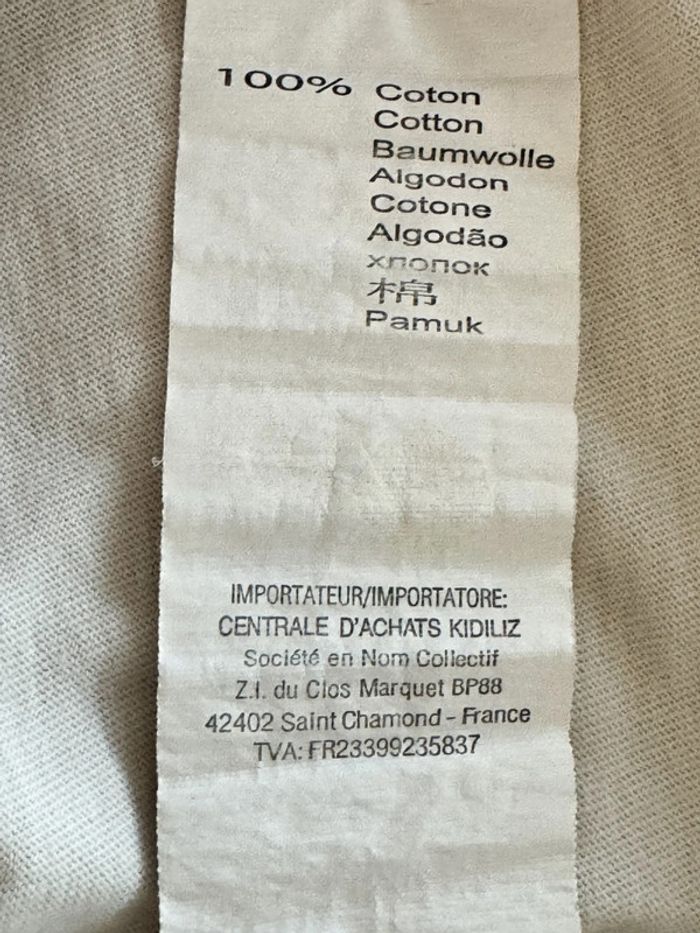 100% Coton
Cotton
Baumwolle
Algodon
Cotone
Algodão
хлопок
棉
Pamuk
IMPORTATEUR/IMPORTATORE:
CENTRALE D'ACHATS KIDILIZ
Société en Nom Collectif
Z.I. du Clos Marquet BP88
42402 Saint Chamond - France
TVA: FR23399235837